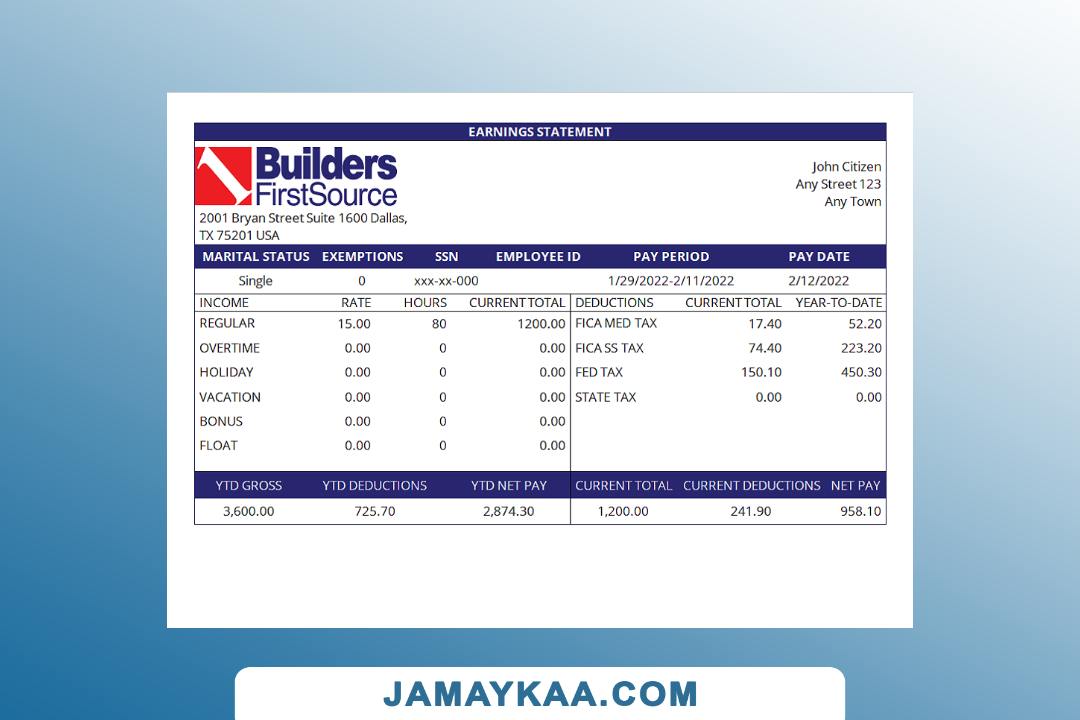 EARNINGS STATEMENT
Builders
FirstSource
2001 Bryan Street Suite 1600 Dallas,
TX 75201 USA
John Citizen
Any Street 123
Any Town
MARITAL STATUS EXEMPTIONS SSN EMPLOYEE ID PAY PERIOD PAY DATE
Single 0 xxx-xx-000 1/29/2022-2/11/2022 2/12/2022
INCOME RATE HOURS CURRENT TOTAL DEDUCTIONS CURRENT TOTAL YEAR-TO-DATE
REGULAR 15.00 80 1200.00 FICA MED TAX 17.40 52.20
OVERTIME 0.00 0 0.00 FICA SS TAX 74.40 223.20
HOLIDAY 0.00 0 0.00 FED TAX 150.10 450.30
VACATION 0.00 0 0.00 STATE TAX 0.00 0.00
BONUS 0.00 0 0.00
FLOAT 0.00 0 0.00
YTD GROSS YTD DEDUCTIONS YTD NET PAY CURRENT TOTAL CURRENT DEDUCTIONS NET PAY
3,600.00 725.70 2,874.30 1,200.00 241.90 958.10
JAMAYKAA.COM